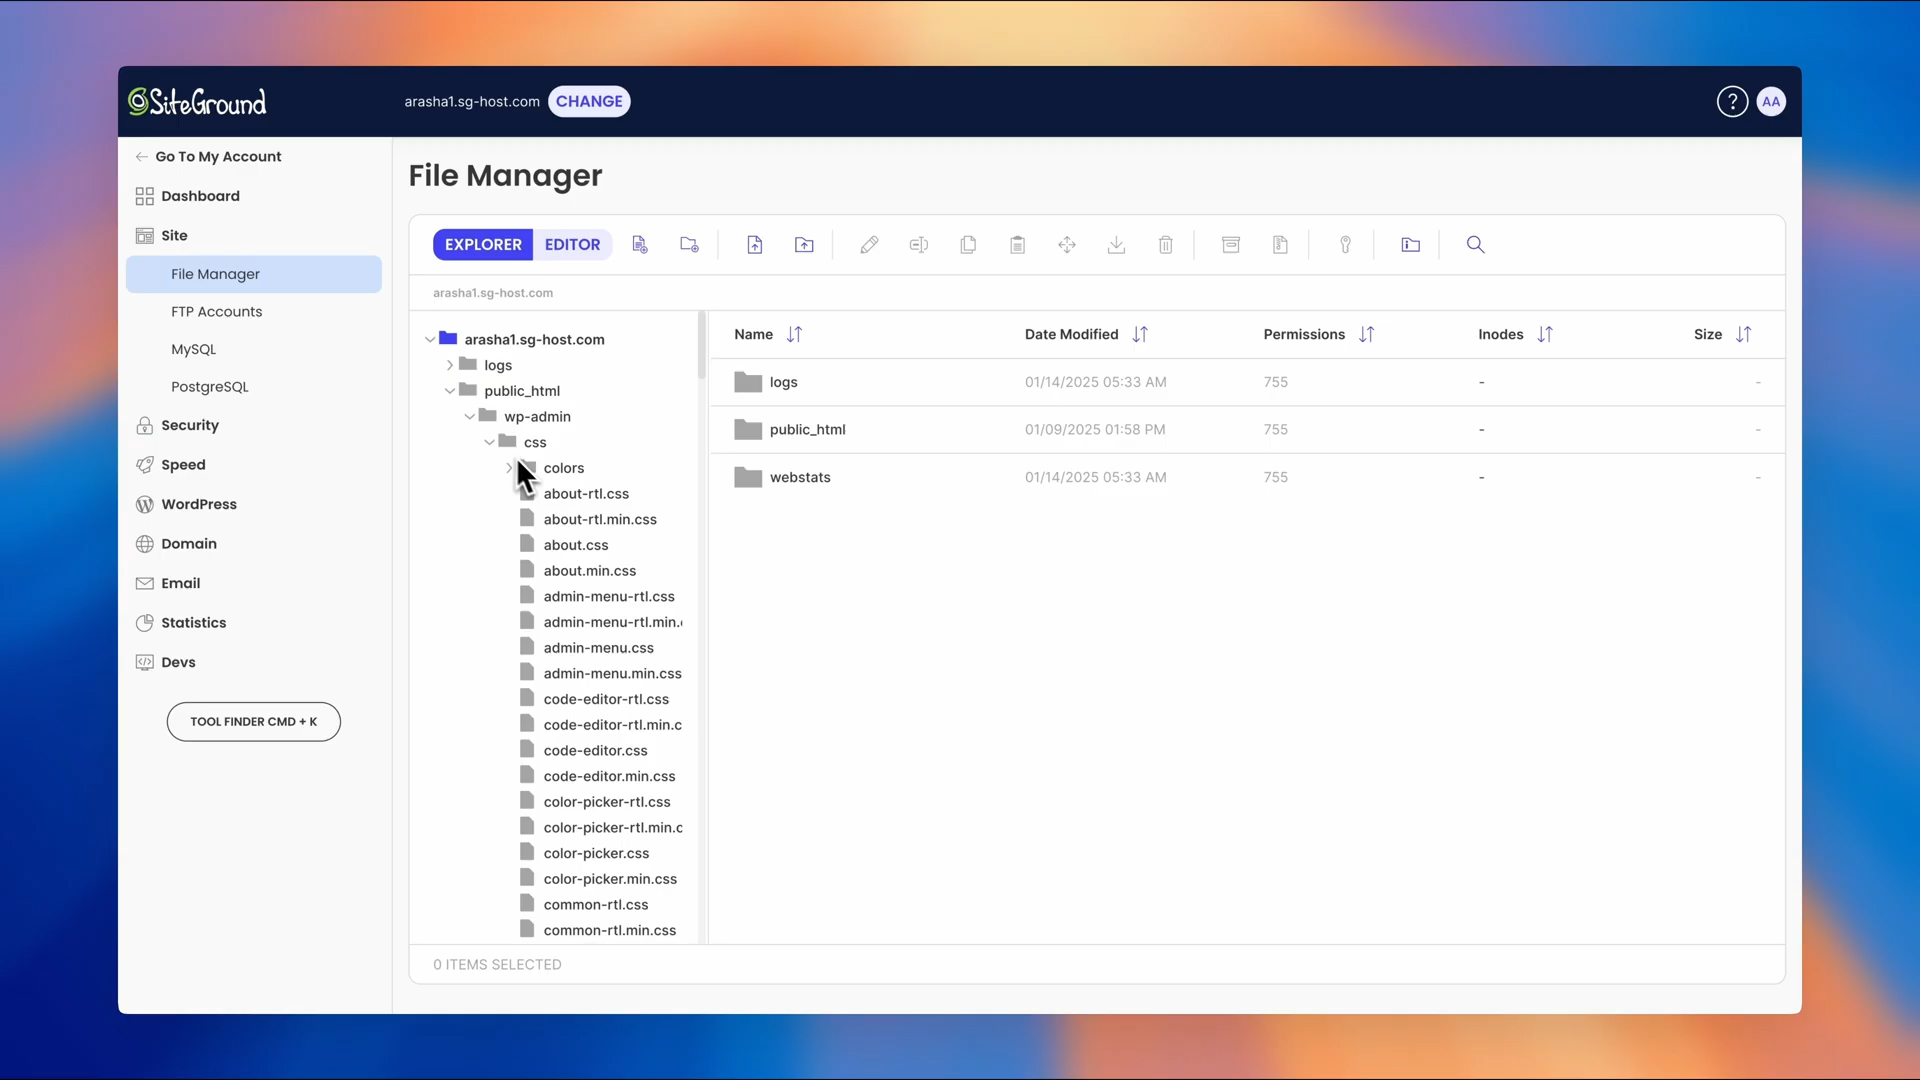 SiteGround
arasha1.sg-host.com CHANGE
? AA
Go To My Account
Dashboard
Site
File Manager
FTP Accounts
MySQL
PostgreSQL
Security
Speed
WordPress
Domain
Email
Statistics
Devs
TOOL FINDER CMD + K
File Manager
EXPLORER EDITOR
arasha1.sg-host.com
arasha1.sg-host.com
logs
public_html
wp-admin
css
colors
about-rtl.css
about-rtl.min.css
about.css
about.min.css
admin-menu-rtl.css
admin-menu-rtl.min.
admin-menu.css
admin-menu.min.css
code-editor-rtl.css
code-editor-rtl.min.c
code-editor.css
code-editor.min.css
color-picker-rtl.css
color-picker-rtl.min.c
color-picker.css
color-picker.min.css
common-rtl.css
common-rtl.min.css
Name Date Modified Permissions Inodes Size
logs 01/14/2025 05:33 AM 755 - -
public_html 01/09/2025 01:58 PM 755 - -
webstats 01/14/2025 05:33 AM 755 - -
0 ITEMS SELECTED